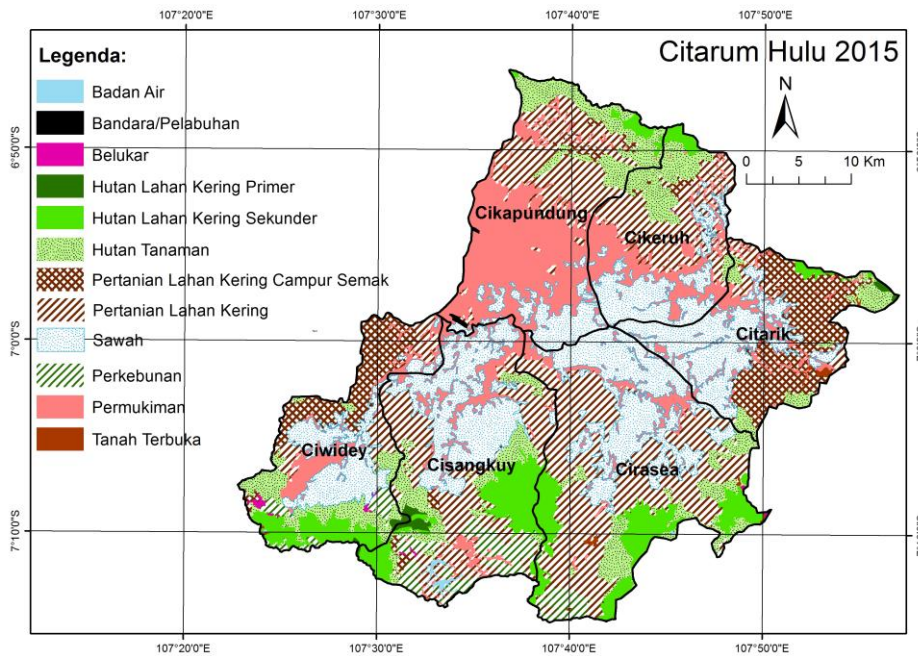 107°20'0"E 107°30'0"E 107°40'0"E 107°50'0"E
Citarum Hulu 2015
Legenda:
Badan Air
Bandara/Pelabuhan
Belukar
Hutan Lahan Kering Primer
Hutan Lahan Kering Sekunder
Hutan Tanaman
Pertanian Lahan Kering Campur Semak
Pertanian Lahan Kering
Sawah
Perkebunan
Permukiman
Tanah Terbuka
N
0 5 10 Km
6°50'0"S
7°0'0"S
7°10'0"S
Cikapundung
Cikeruh
Citarik
Ciwidey
Cisangkuy
Cirasea
107°20'0"E 107°30'0"E 107°40'0"E 107°50'0"E